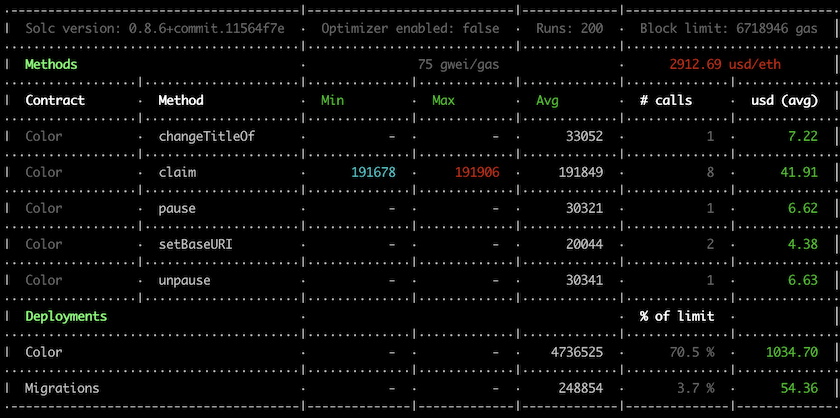 Solc version: 0.8.6+commit.11564f7e · Optimizer enabled: false · Runs: 200 · Block limit: 6718946 gas
Methods · 75 gwei/gas · 2912.69 usd/eth
Contract · Method · Min · Max · Avg · # calls · usd (avg)
Color · changeTitleOf · - · - · 33052 · 1 · 7.22
Color · claim · 191678 · 191906 · 191849 · 8 · 41.91
Color · pause · - · - · 30321 · 1 · 6.62
Color · setBaseURI · - · - · 20044 · 2 · 4.38
Color · unpause · - · - · 30341 · 1 · 6.63
Deployments · · % of limit
Color · - · - · 4736525 · 70.5 % · 1034.70
Migrations · - · - · 248854 · 3.7 % · 54.36